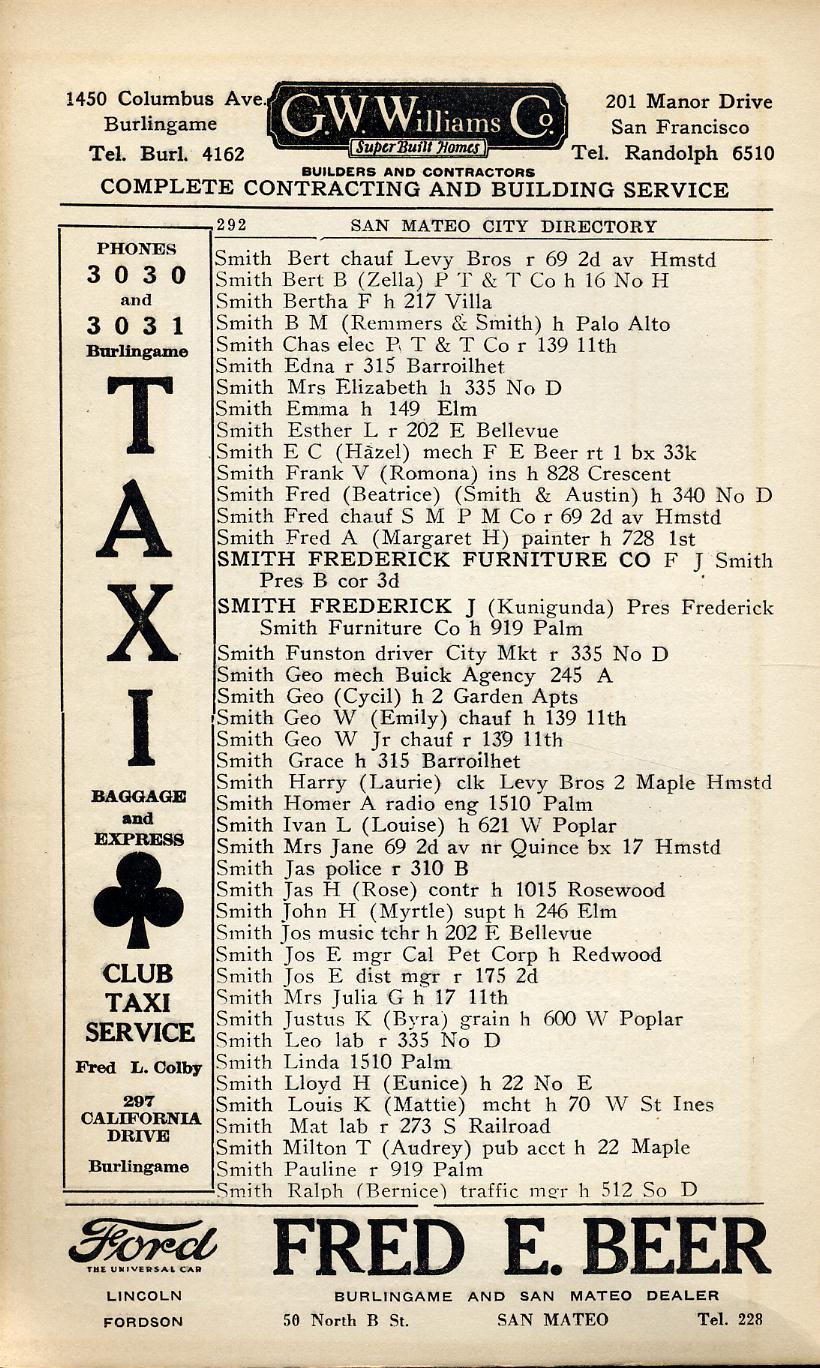 1450 Columbus Ave.
Burlingame
Tel. Burl. 4162
G.W. Williams Co.
Super Built Homes
201 Manor Drive
San Francisco
Tel. Randolph 6510
BUILDERS AND CONTRACTORS
COMPLETE CONTRACTING AND BUILDING SERVICE
PHONES
3030
and
3031
Burlingame
TAXI
BAGGAGE
and
EXPRESS
CLUB
TAXI
SERVICE
Fred L. Colby
297
CALIFORNIA
DRIVE
Burlingame
292 SAN MATEO CITY DIRECTORY
Smith Bert chauf Levy Bros r 69 2d av Hmstd
Smith Bert B (Zella) P T & T Co h 16 No H
Smith Bertha F h 217 Villa
Smith B M (Remmers & Smith) h Palo Alto
Smith Chas elec P T & T Co r 139 11th
Smith Edna r 315 Barroilhet
Smith Mrs Elizabeth h 335 No D
Smith Emma h 149 Elm
Smith Esther L r 202 E Bellevue
Smith E C (Hazel) mech F E Beer rt 1 bx 33k
Smith Frank V (Romona) ins h 828 Crescent
Smith Fred (Beatrice) (Smith & Austin) h 340 No D
Smith Fred chauf S M P M Co r 69 2d av Hmstd
Smith Fred A (Margaret H) painter h 728 1st
SMITH FREDERICK FURNITURE CO F J Smith
Pres B cor 3d
SMITH FREDERICK J (Kunigunda) Pres Frederick
Smith Furniture Co h 919 Palm
Smith Funston driver City Mkt r 335 No D
Smith Geo mech Buick Agency 245 A
Smith Geo (Cycil) h 2 Garden Apts
Smith Geo W (Emily) chauf h 139 11th
Smith Geo W Jr chauf r 139 11th
Smith Grace h 315 Barroilhet
Smith Harry (Laurie) clk Levy Bros 2 Maple Hmstd
Smith Homer A radio eng 1510 Palm
Smith Ivan L (Louise) h 621 W Poplar
Smith Mrs Jane 69 2d av nr Quince bx 17 Hmstd
Smith Jas police r 310 B
Smith Jas H (Rose) contr h 1015 Rosewood
Smith John H (Myrtle) supt h 246 Elm
Smith Jos music tchr h 202 E Bellevue
Smith Jos E mgr Cal Pet Corp h Redwood
Smith Jos E dist mgr r 175 2d
Smith Mrs Julia G h 17 11th
Smith Justus K (Byra) grain h 600 W Poplar
Smith Leo lab r 335 No D
Smith Linda 1510 Palm
Smith Lloyd H (Eunice) h 22 No E
Smith Louis K (Mattie) mcht h 70 W St Ines
Smith Mat lab r 273 S Railroad
Smith Milton T (Audrey) pub acct h 22 Maple
Smith Pauline r 919 Palm
Smith Ralph (Bernice) traffic mgr h 512 So D
Ford
THE UNIVERSAL CAR
LINCOLN
FORDSON
FRED E. BEER
BURLINGAME AND SAN MATEO DEALER
50 North B St. SAN MATEO Tel. 228